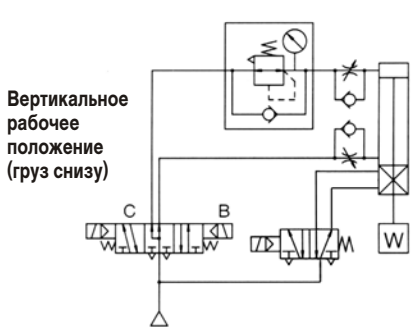 Вертикальное
рабочее
положение
(груз снизу)
C
B
W